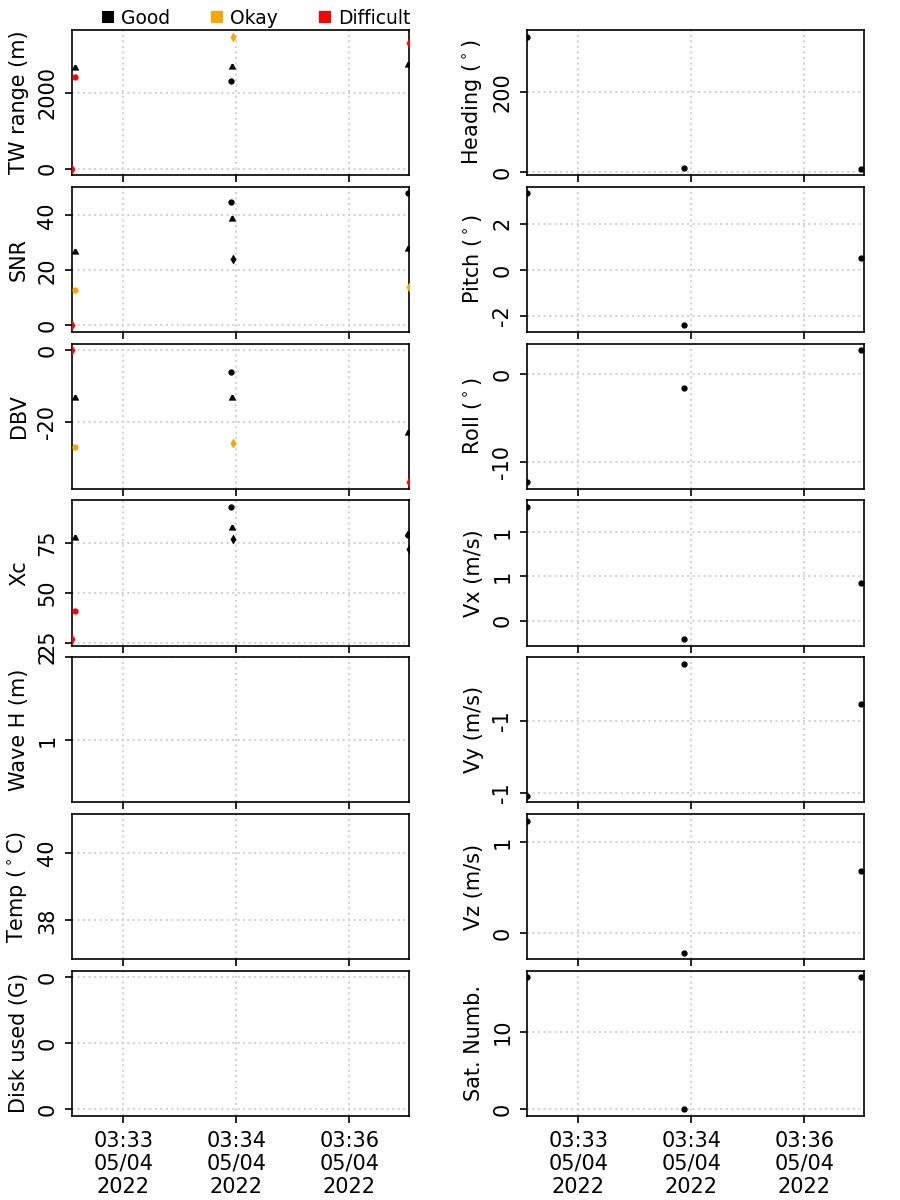 Good Okay Difficult
TW range (m)
2000
0
Heading (°)
200
0
SNR
40
20
0
Pitch (°)
2
0
-2
DBV
0
-20
Roll (°)
0
-10
Xc
75
50
25
Vx (m/s)
1
1
0
Wave H (m)
2
1
Vy (m/s)
-1
-1
Temp (°C)
40
38
Vz (m/s)
1
0
Disk used (G)
0
0
0
Sat. Numb.
10
0
03:33 03:34 03:36
05/04 05/04 05/04
2022 2022 2022
03:33 03:34 03:36
05/04 05/04 05/04
2022 2022 2022